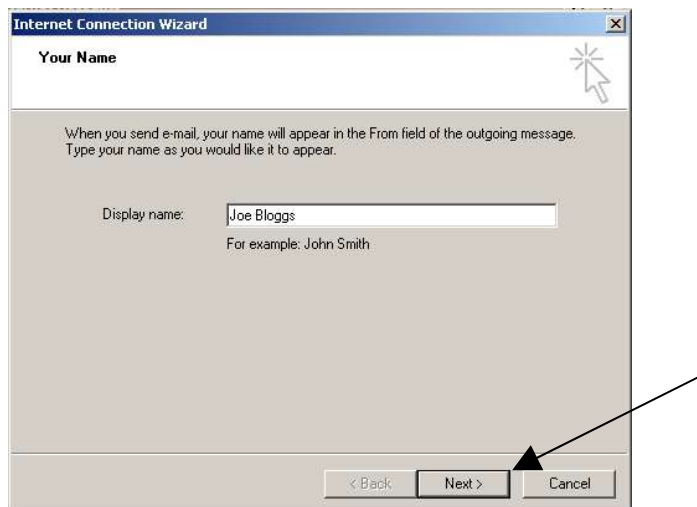 Internet Connection Wizard
Your Name
When you send e-mail, your name will appear in the From field of the outgoing message.
Type your name as you would like it to appear.
Display name: Joe Bloggs
For example: John Smith
< Back Next > Cancel